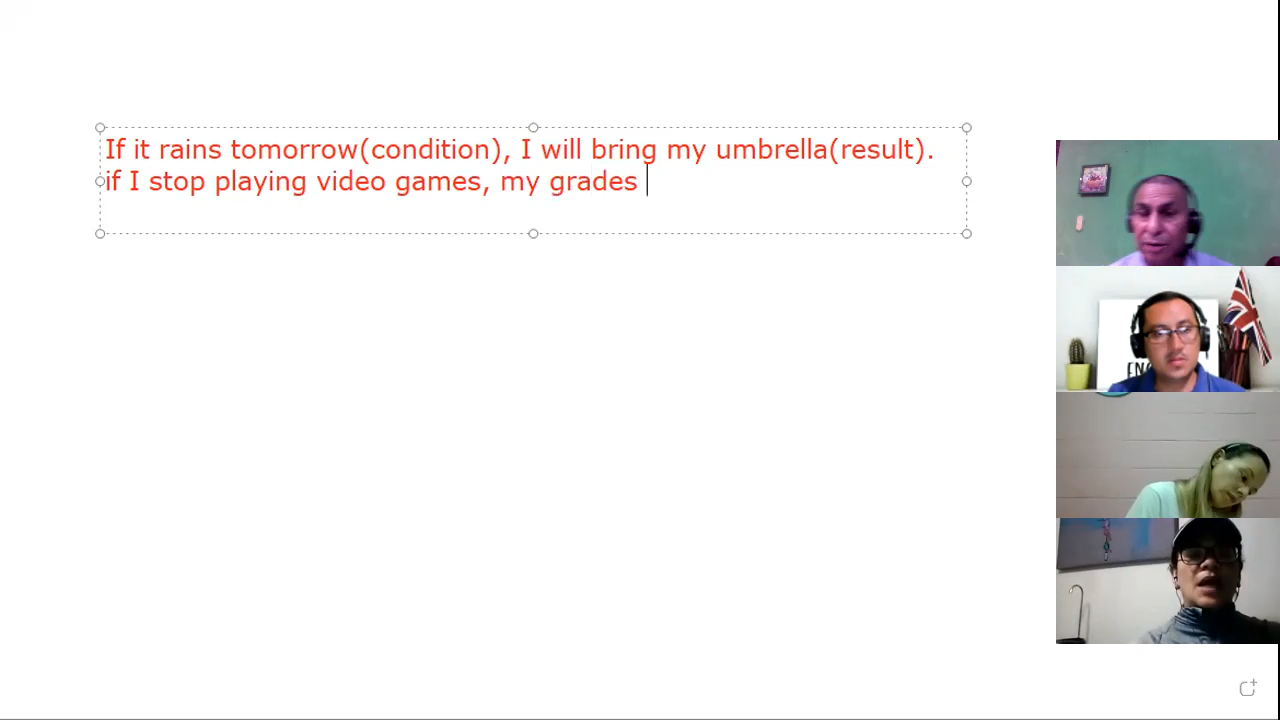 If it rains tomorrow(condition), I will bring my umbrella(result).
if I stop playing video games, my grades